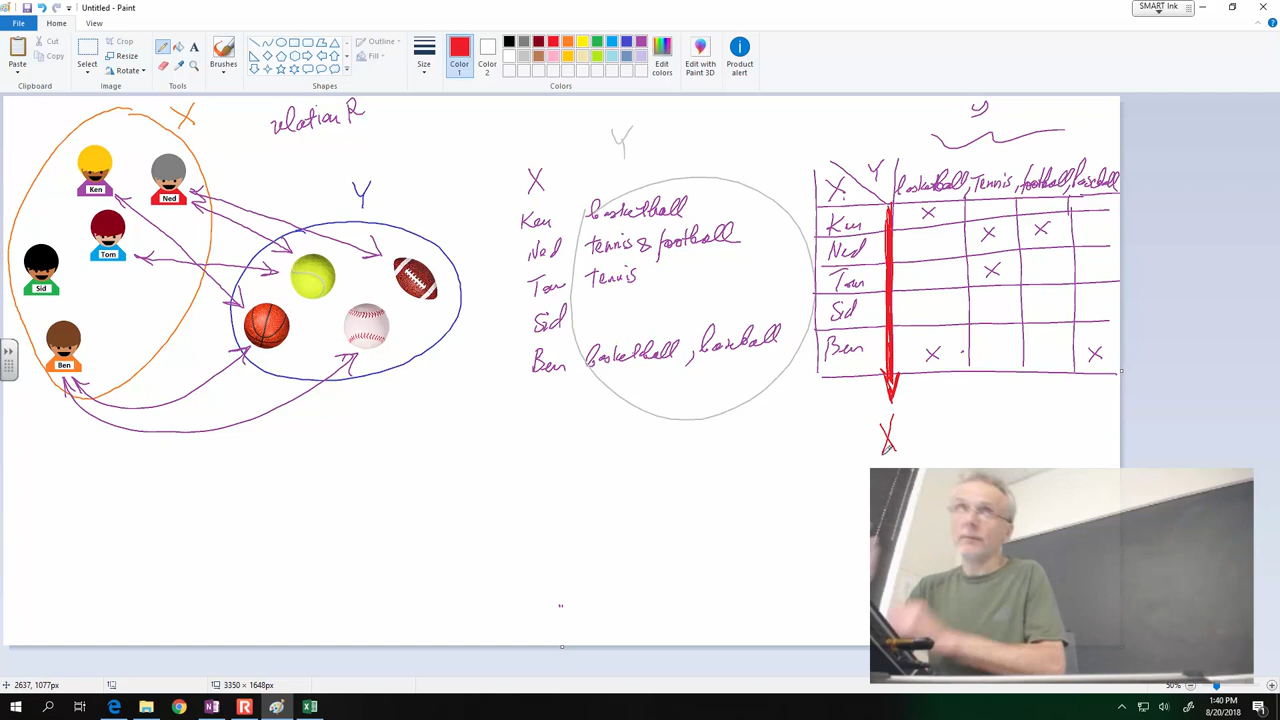 Untitled - Paint
SMART Ink
File Home View
Paste
Cut
Copy
Clipboard
Select
Crop
Resize
Rotate
Image
Tools
Brushes
Shapes
Outline
Fill
Size
Color 1
Color 2
Edit colors
Colors
Edit with Paint 3D
Product alert
X
relation R
Y
Ken
Ned
Tom
Sid
Ben
Y
X
Ken basketball
Ned tennis & football
Tom tennis
Sid
Ben basketball, baseball
y
X Y basketball, Tennis, football, baseball
Ken X
Ned X X
Tom X
Sid
Ben X X
X
2637, 1077px
3350 × 1648px
50%
1:40 PM
8/20/2018